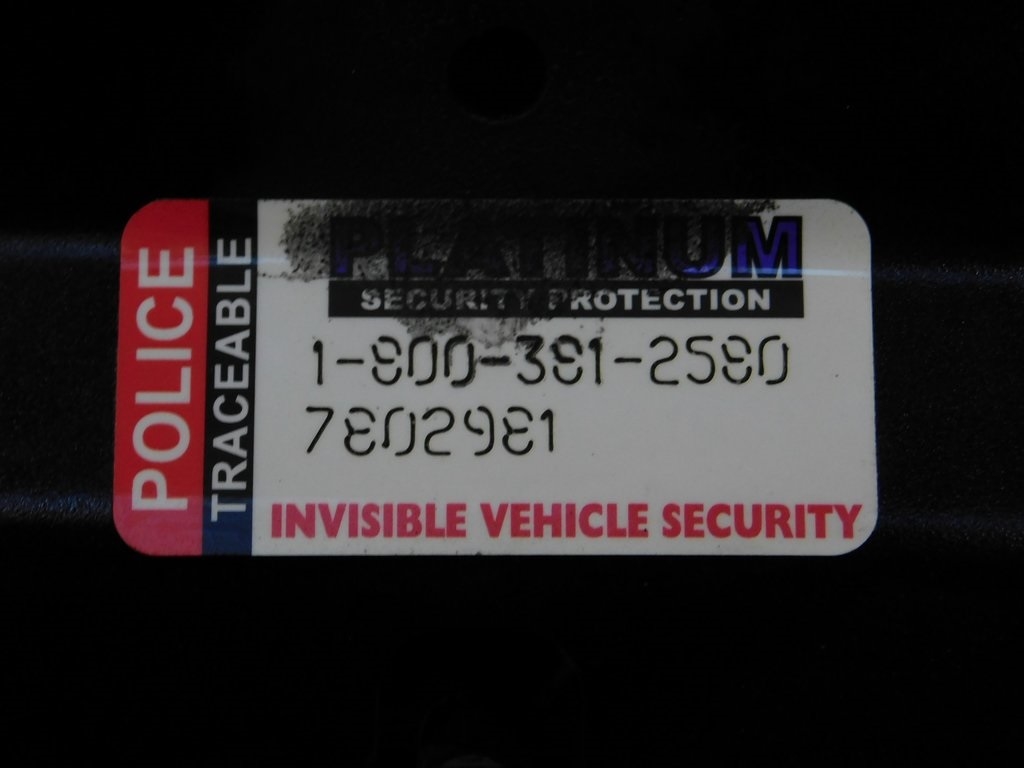 POLICE
TRACEABLE
PLATINUM
SECURITY PROTECTION
1-800-381-2580
7802981
INVISIBLE VEHICLE SECURITY